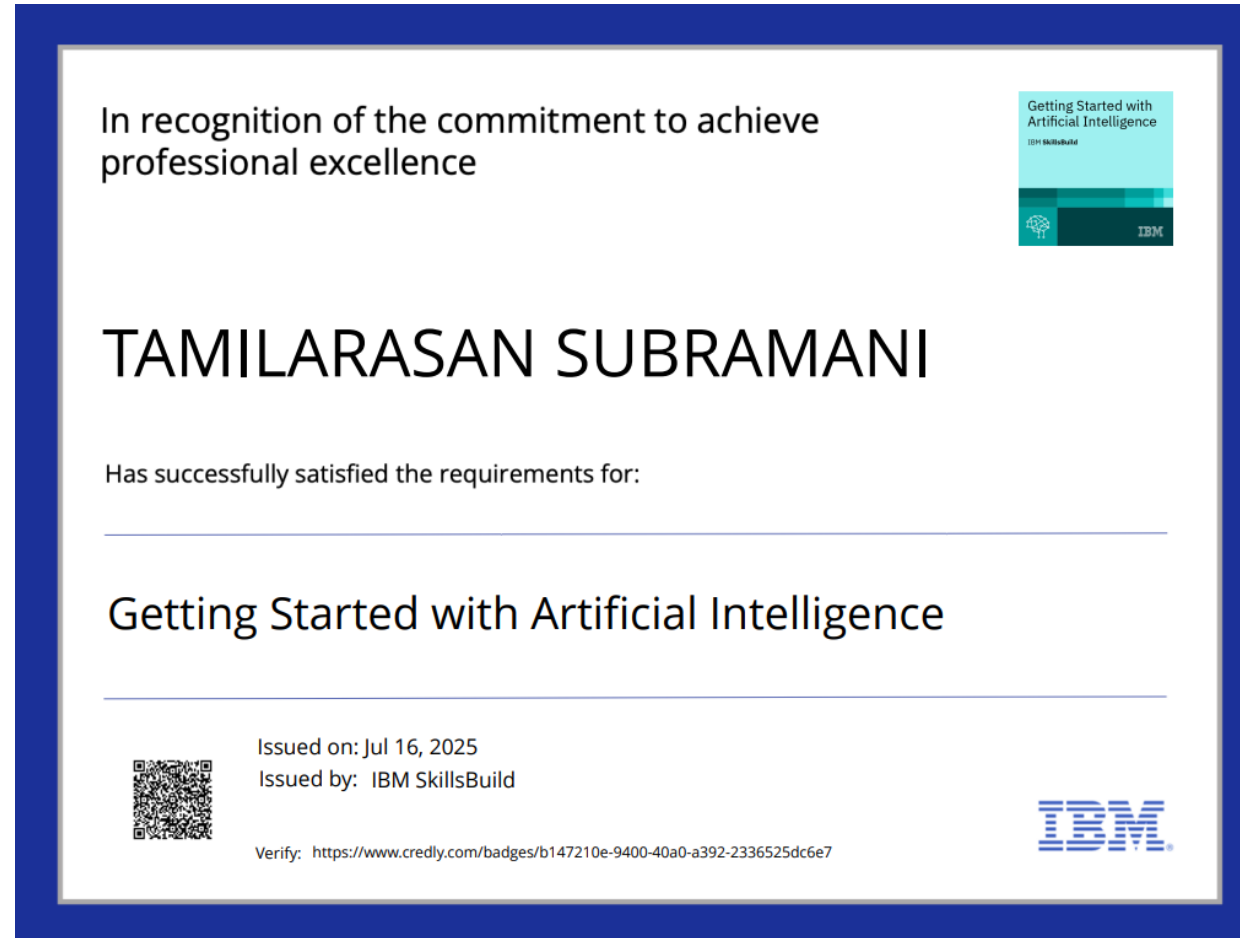 In recognition of the commitment to achieve
professional excellence
Getting Started with
Artificial Intelligence
IBM SkillsBuild
IBM
TAMILARASAN SUBRAMANI
Has successfully satisfied the requirements for:
Getting Started with Artificial Intelligence
Issued on: Jul 16, 2025
Issued by: IBM SkillsBuild
Verify: https://www.credly.com/badges/b147210e-9400-40a0-a392-2336525dc6e7
IBM®